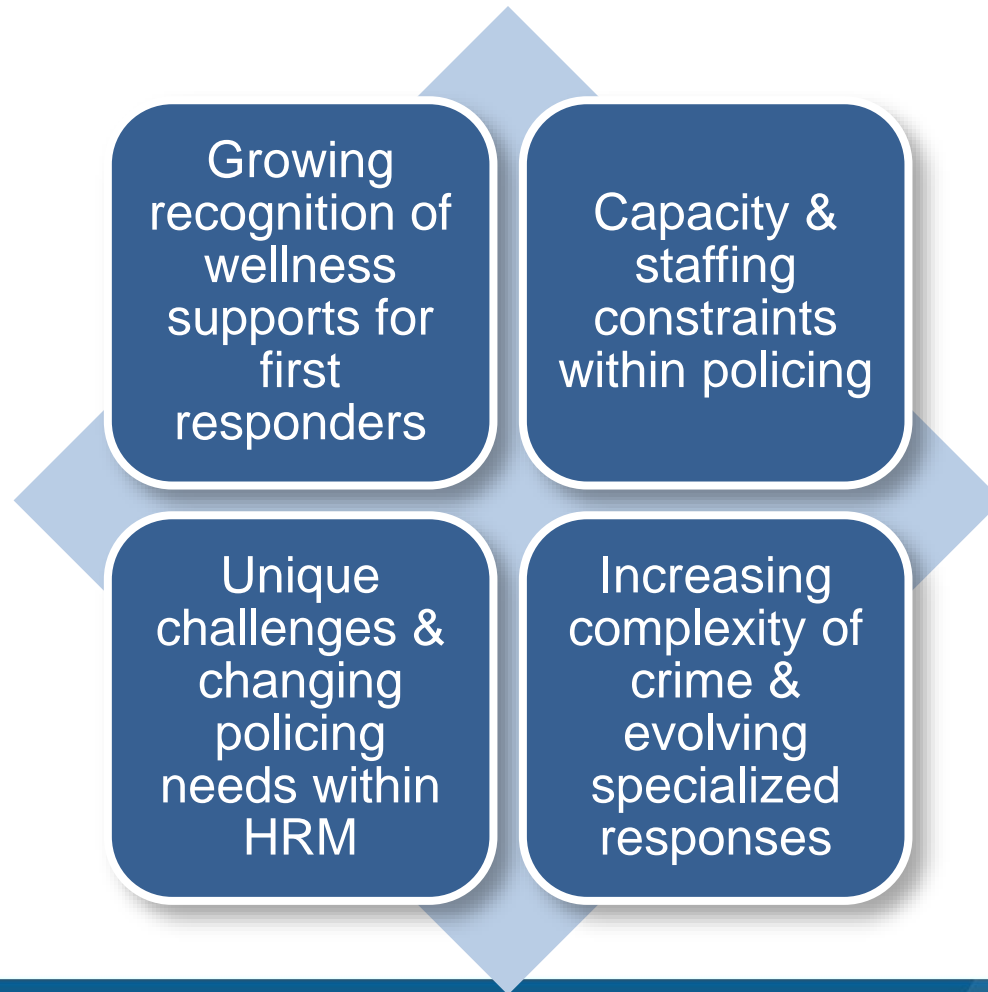 Growing
recognition of
wellness
supports for
first
responders
Capacity &
staffing
constraints
within policing
Unique
challenges &
changing
policing
needs within
HRM
Increasing
complexity of
crime &
evolving
specialized
responses